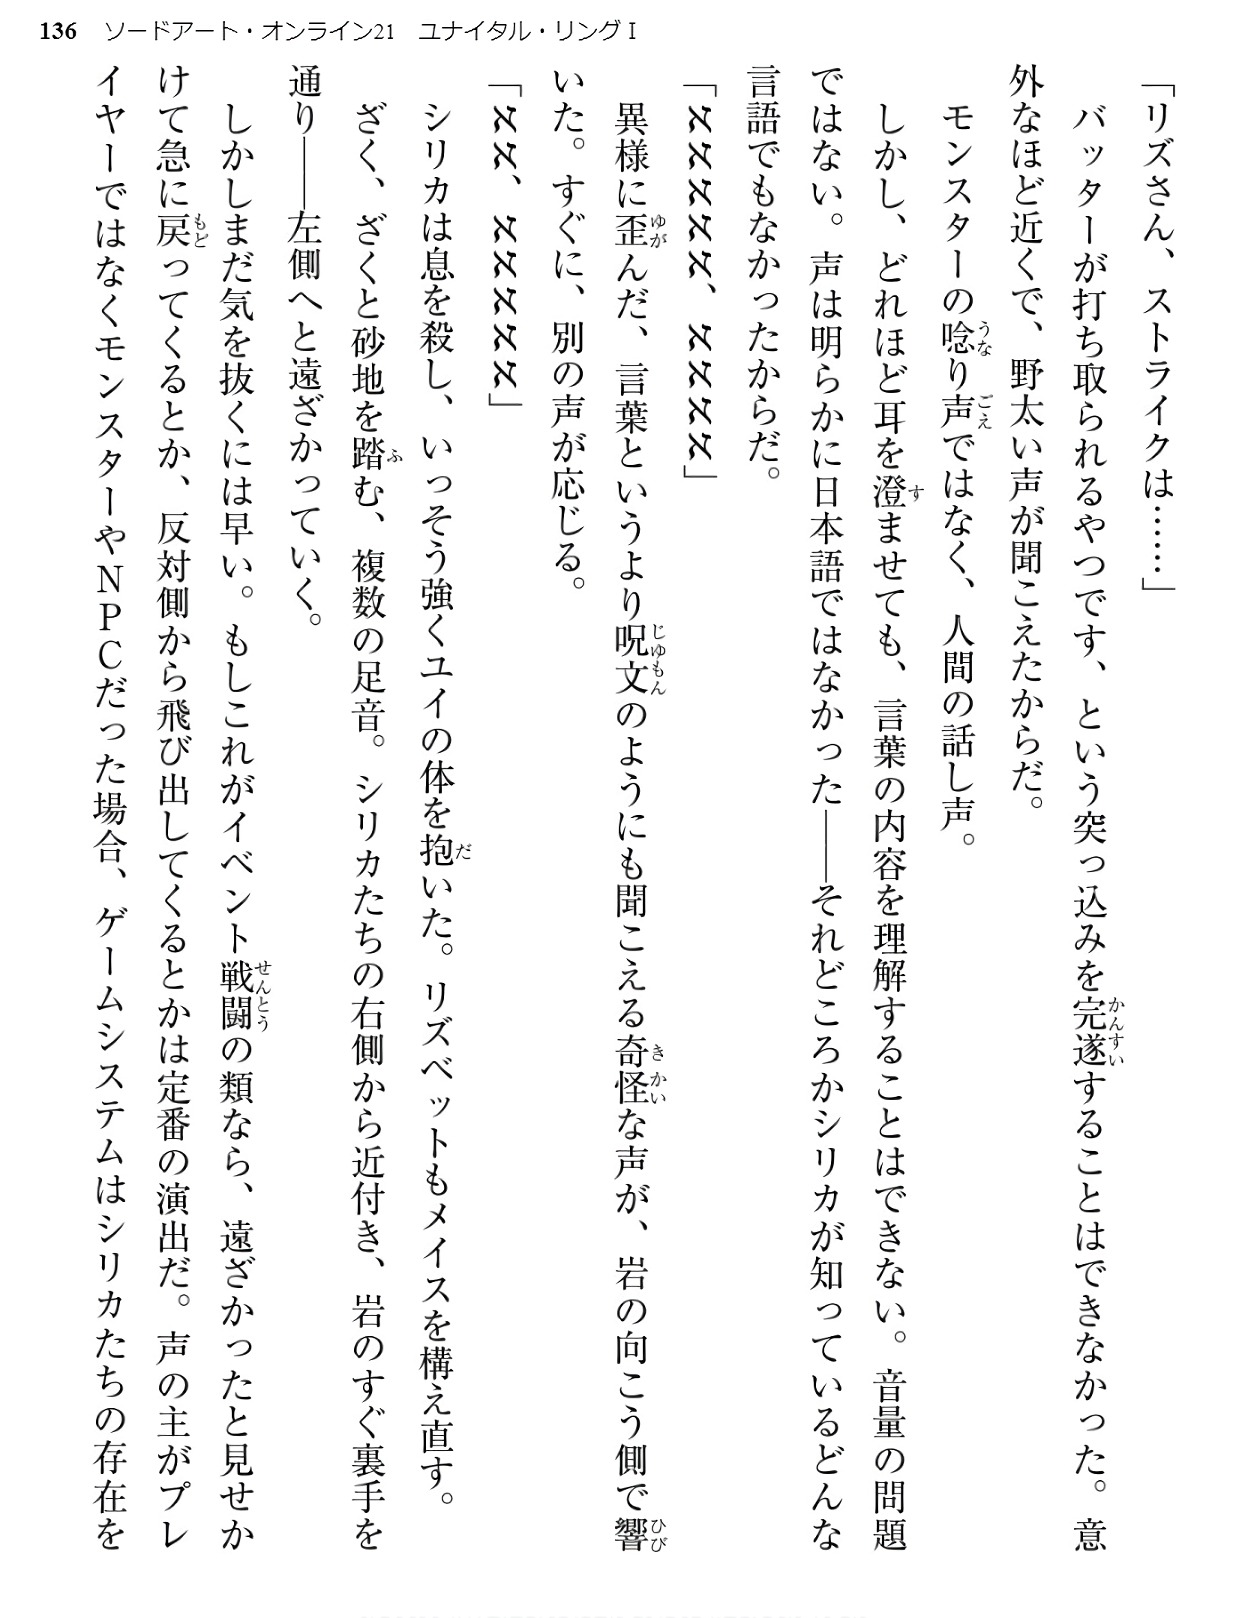 136 ソードアート・オンライン21 ユナイタル・リングⅠ
「リズさん、ストライクは……」
バッターが打ち取られるやつです、という突っ込みを完遂することはできなかった。意
外なほど近くで、野太い声が聞こえたからだ。
モンスターの唸り声ではなく、人間の話し声。
しかし、どれほど耳を澄ませても、言葉の内容を理解することはできない。音量の問題
ではない。声は明らかに日本語ではなかった――それどころかシリカが知っているどんな
言語でもなかったからだ。
「ℵℵℵℵℵ、ℵℵℵℵ」
異様に歪んだ、言葉というより呪文のようにも聞こえる奇怪な声が、岩の向こう側で響
いた。すぐに、別の声が応じる。
「ℵℵ、ℵℵℵℵℵ」
シリカは息を殺し、いっそう強くユイの体を抱いた。リズベットもメイスを構え直す。
ざく、ざくと砂地を踏む、複数の足音。シリカたちの右側から近付き、岩のすぐ裏手を
通り――左側へと遠ざかっていく。
しかしまだ気を抜くには早い。もしこれがイベント戦闘の類なら、遠ざかったと見せか
けて急に戻ってくるとか、反対側から飛び出してくるとかは定番の演出だ。声の主がプレ
イヤーではなくモンスターやNPCだった場合、ゲームシステムはシリカたちの存在を